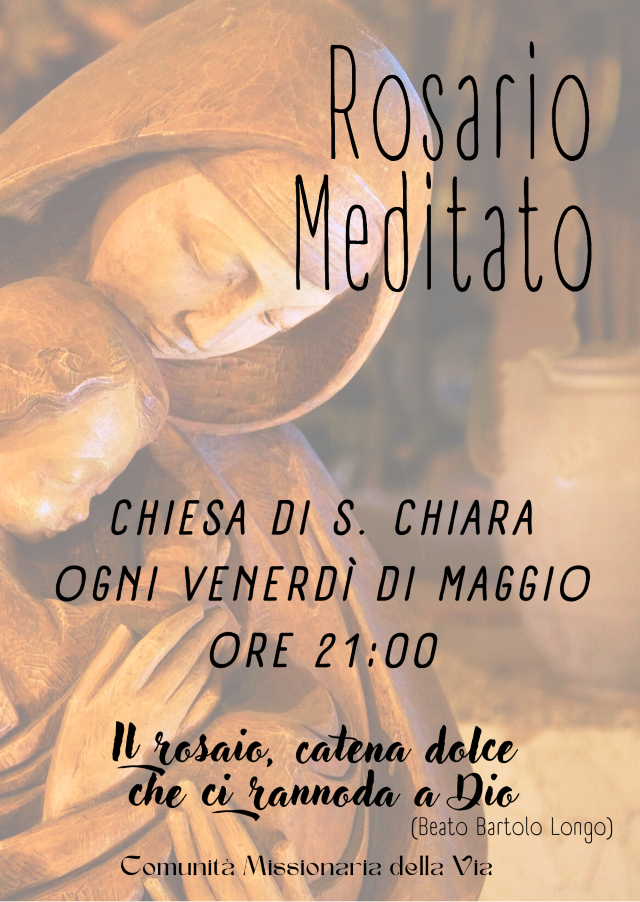 Rosario
Meditato
CHIESA DI S. CHIARA
OGNI VENERDÌ DI MAGGIO
ORE 21:00
Il rosaio, catena dolce
che ci rannoda a Dio
(Beato Bartolo Longo)
Comunità Missionaria della Via